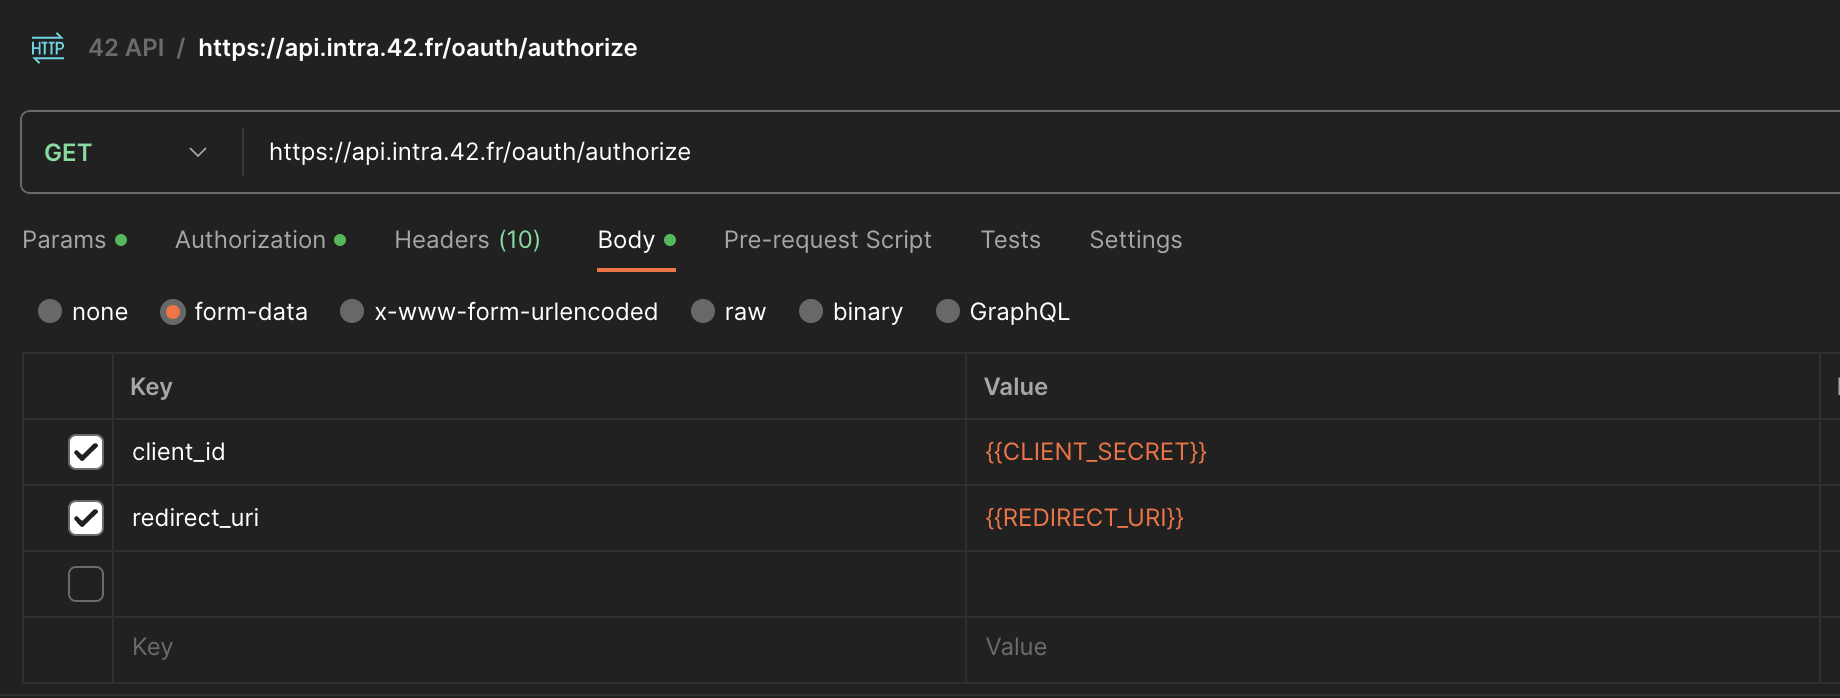 HTTP 42 API / https://api.intra.42.fr/oauth/authorize
GET https://api.intra.42.fr/oauth/authorize
Params Authorization Headers (10) Body Pre-request Script Tests Settings
none form-data x-www-form-urlencoded raw binary GraphQL
Key Value
client_id {{CLIENT_SECRET}}
redirect_uri {{REDIRECT_URI}}
Key Value